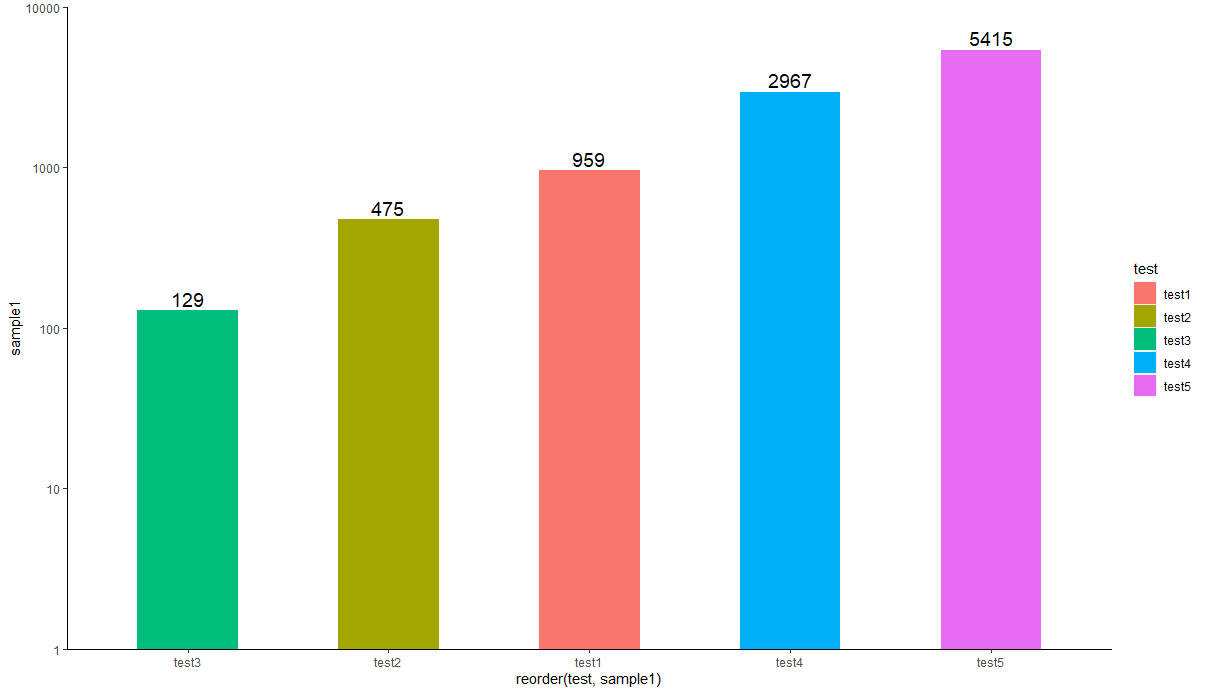 10000
1000
100
10
1
sample1
129
475
959
2967
5415
test3
test2
test1
test4
test5
reorder(test, sample1)
test
test1
test2
test3
test4
test5